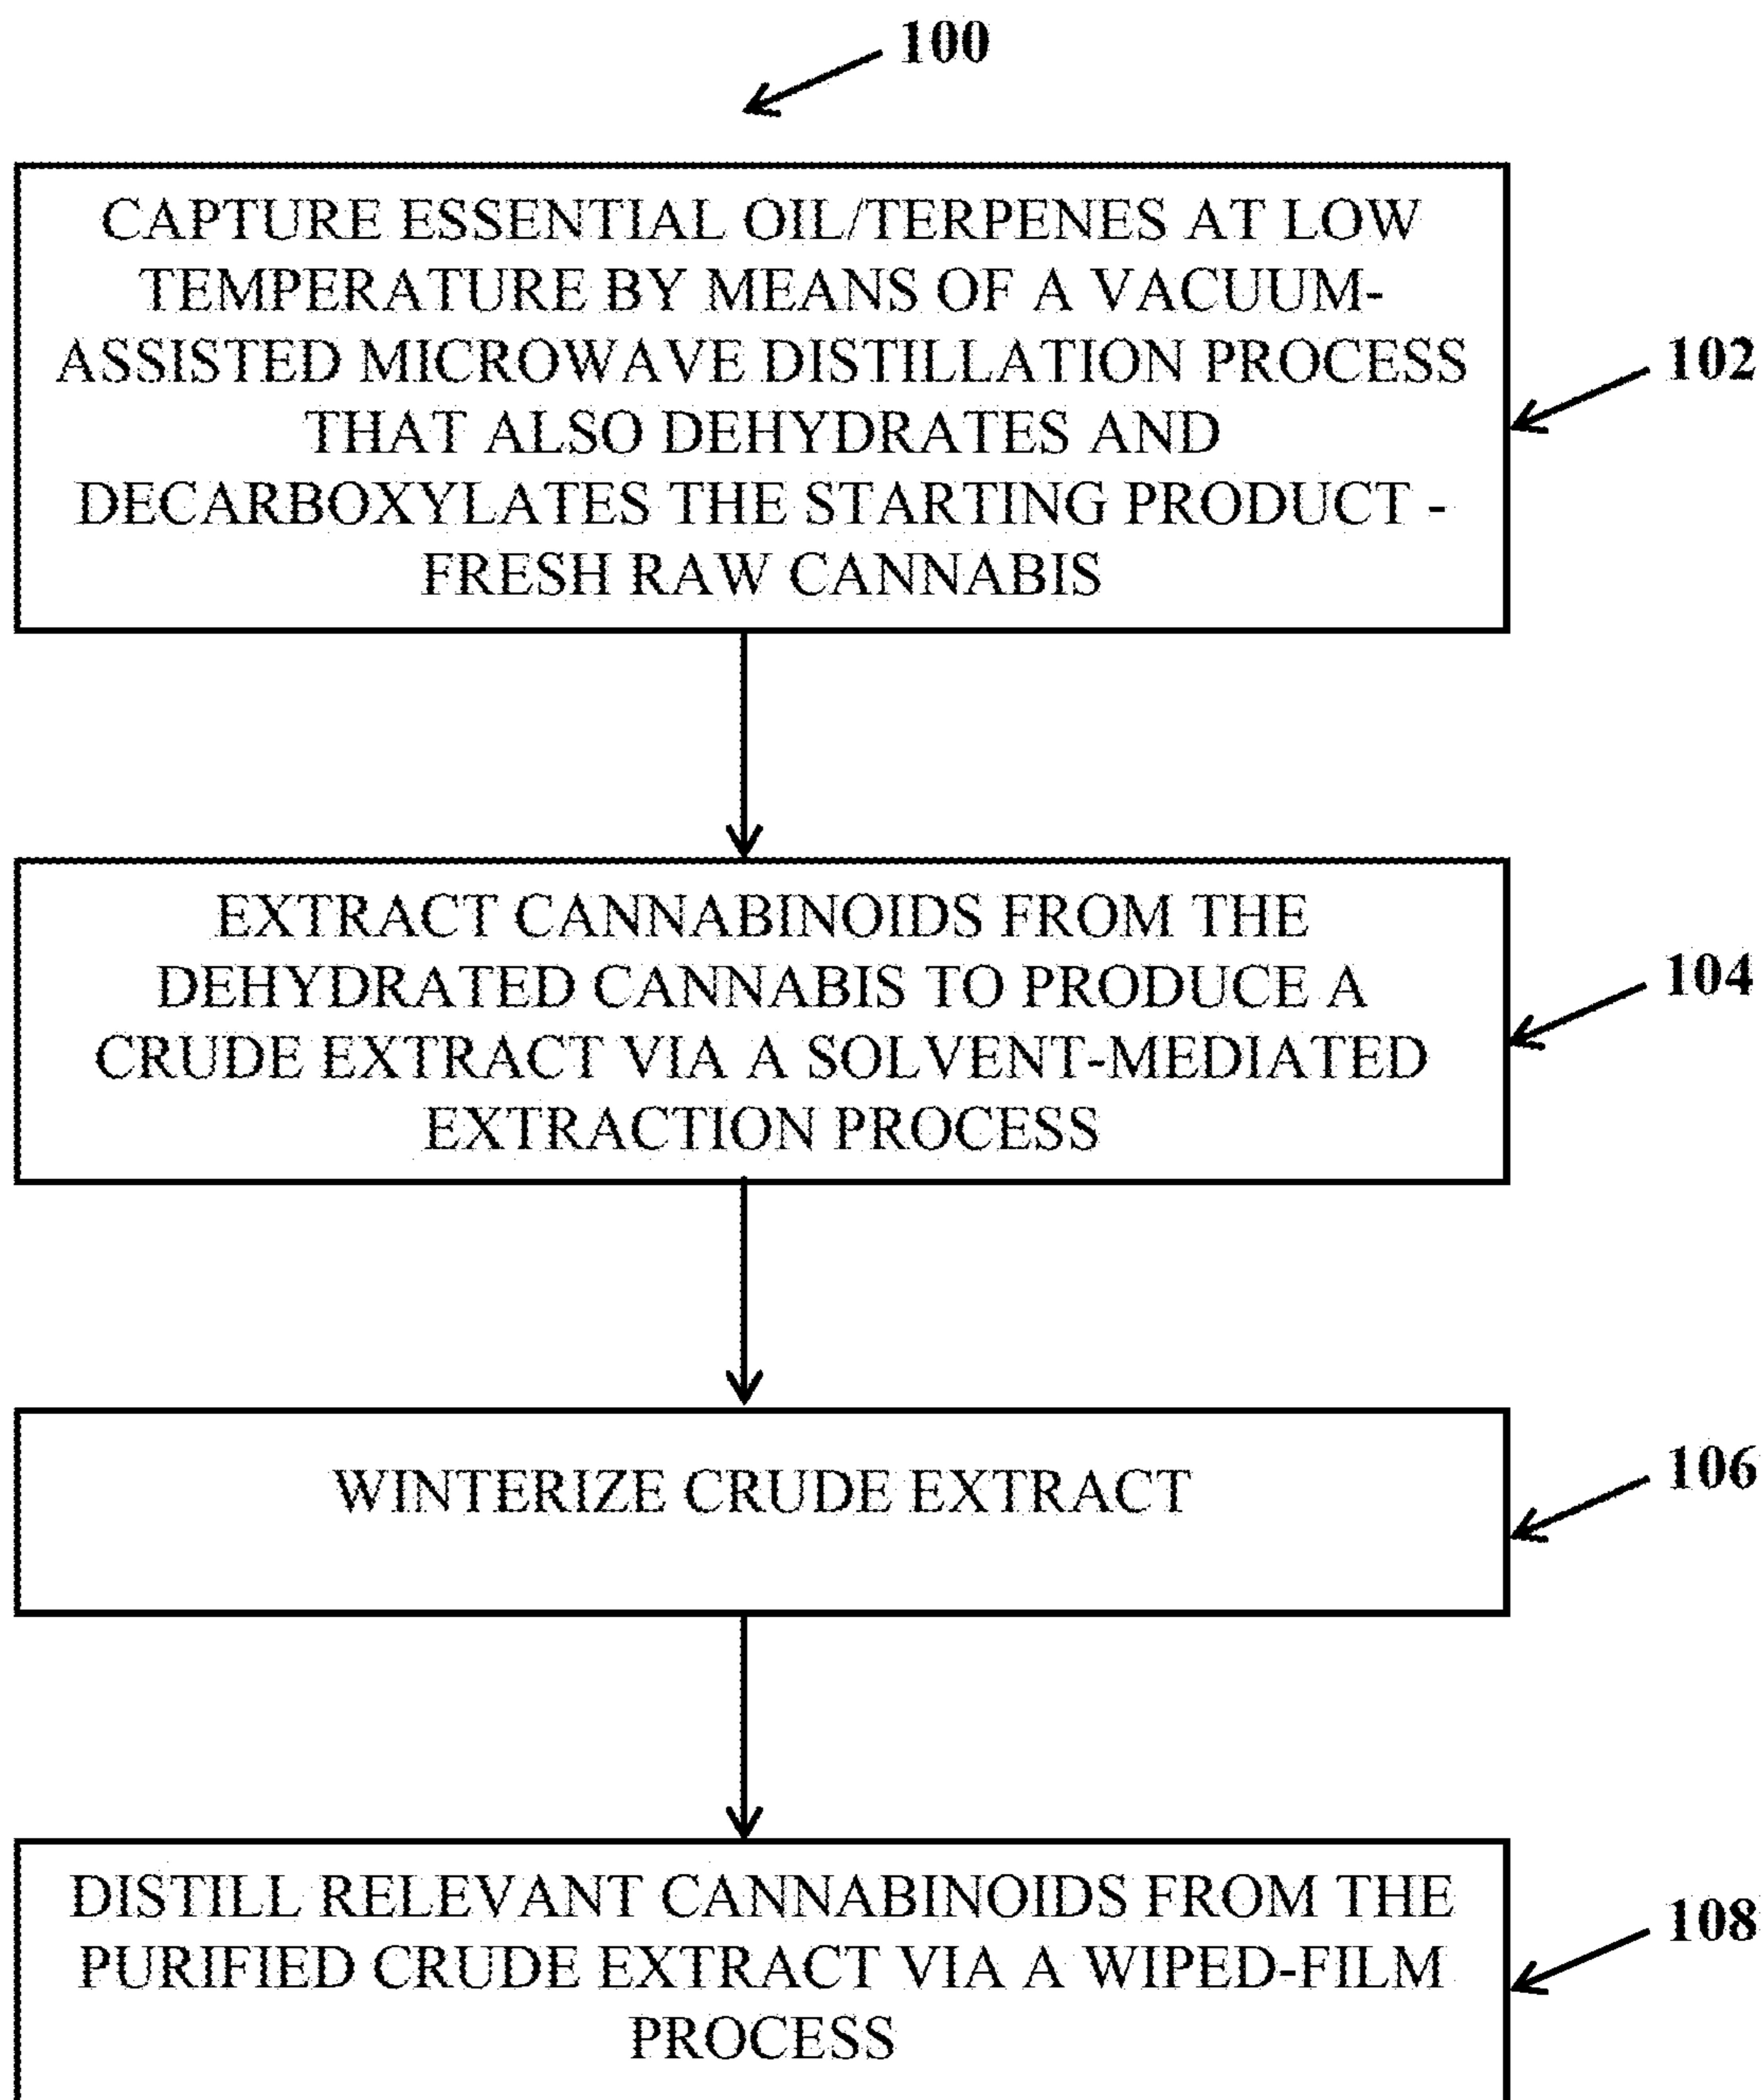 100
CAPTURE ESSENTIAL OIL/TERPENES AT LOW
TEMPERATURE BY MEANS OF A VACUUM-
ASSISTED MICROWAVE DISTILLATION PROCESS
THAT ALSO DEHYDRATES AND
DECARBOXYLATES THE STARTING PRODUCT -
FRESH RAW CANNABIS
102
EXTRACT CANNABINOIDS FROM THE
DEHYDRATED CANNABIS TO PRODUCE A
CRUDE EXTRACT VIA A SOLVENT-MEDIATED
EXTRACTION PROCESS
104
WINTERIZE CRUDE EXTRACT
106
DISTILL RELEVANT CANNABINOIDS FROM THE
PURIFIED CRUDE EXTRACT VIA A WIPED-FILM
PROCESS
108